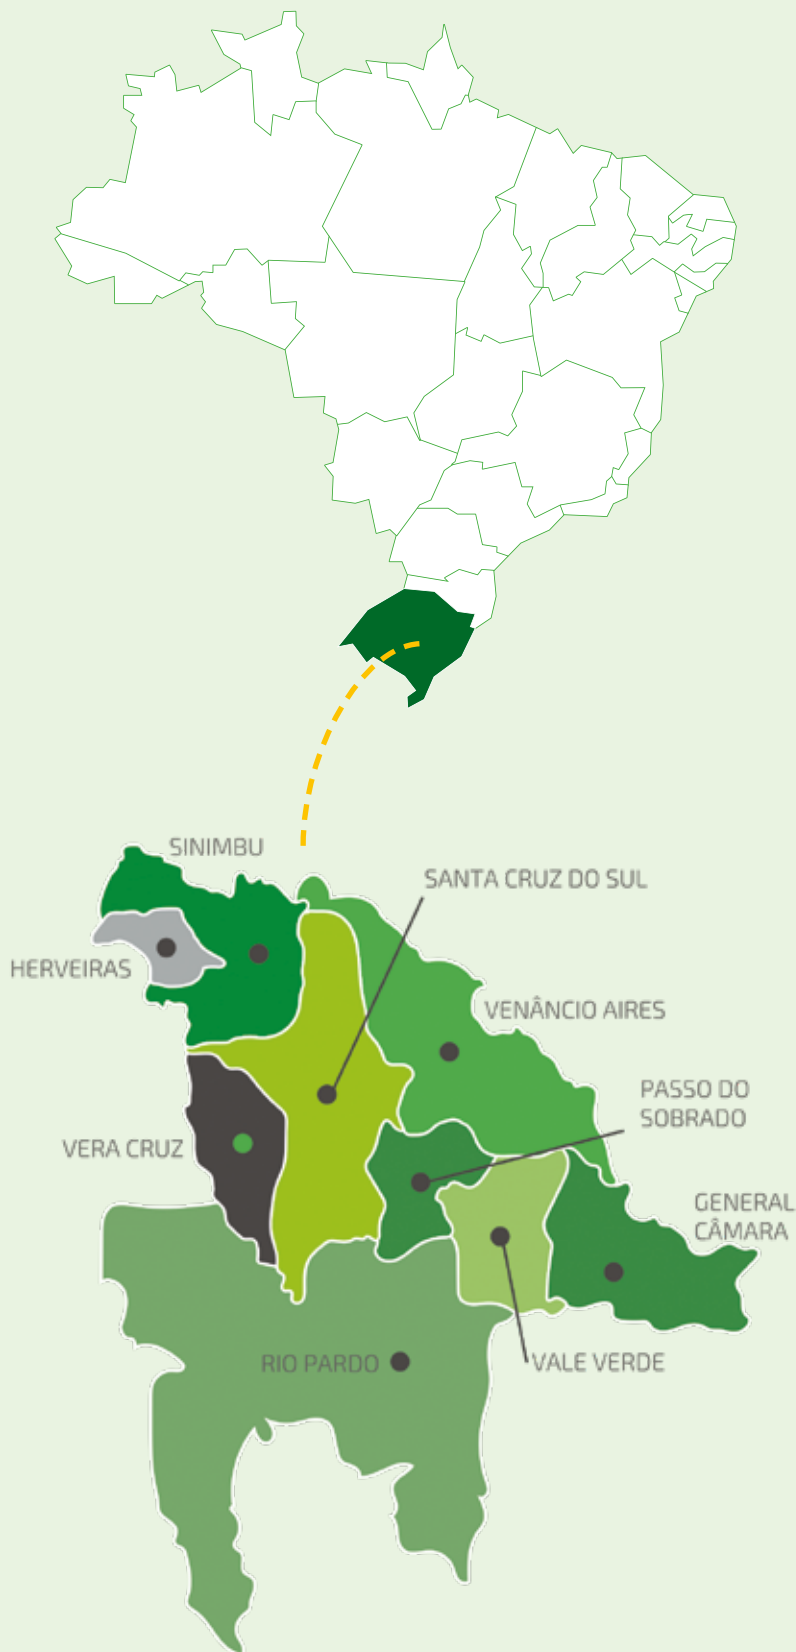 SINIMBU
SANTA CRUZ DO SUL
HERVEIRAS
VENÂNCIO AIRES
PASSO DO
SOBRADO
VERA CRUZ
GENERAL
CÂMARA
RIO PARDO
VALE VERDE